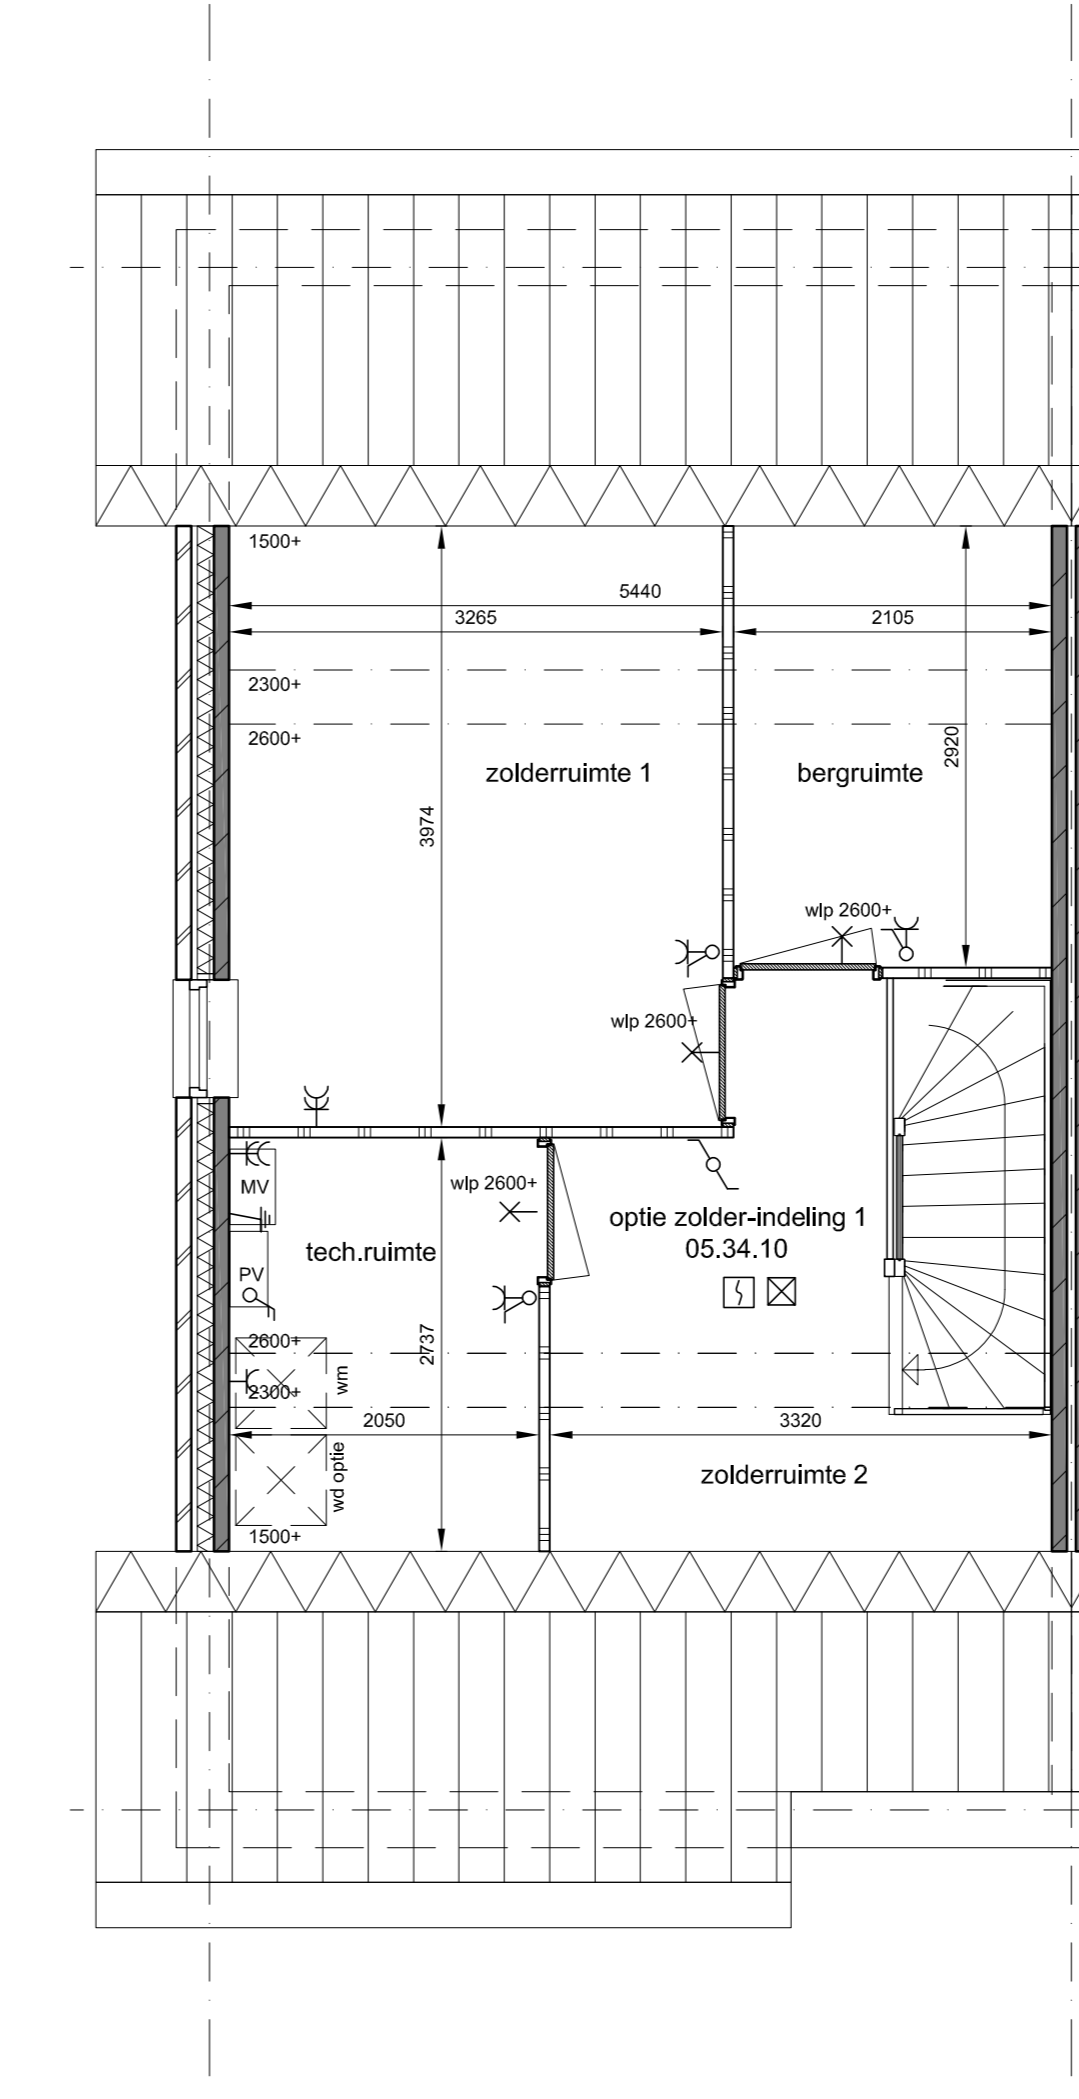 1500+
5440
3265
2105
2300+
2600+
2920
zolderruimte 1
bergruimte
3974
wlp 2600+
wlp 2600+
MV
wlp 2600+
optie zolder-indeling 1
05.34.10
tech.ruimte
PV
2600+
2737
wm
2300+
2050
3320
wd optie
zolderruimte 2
1500+